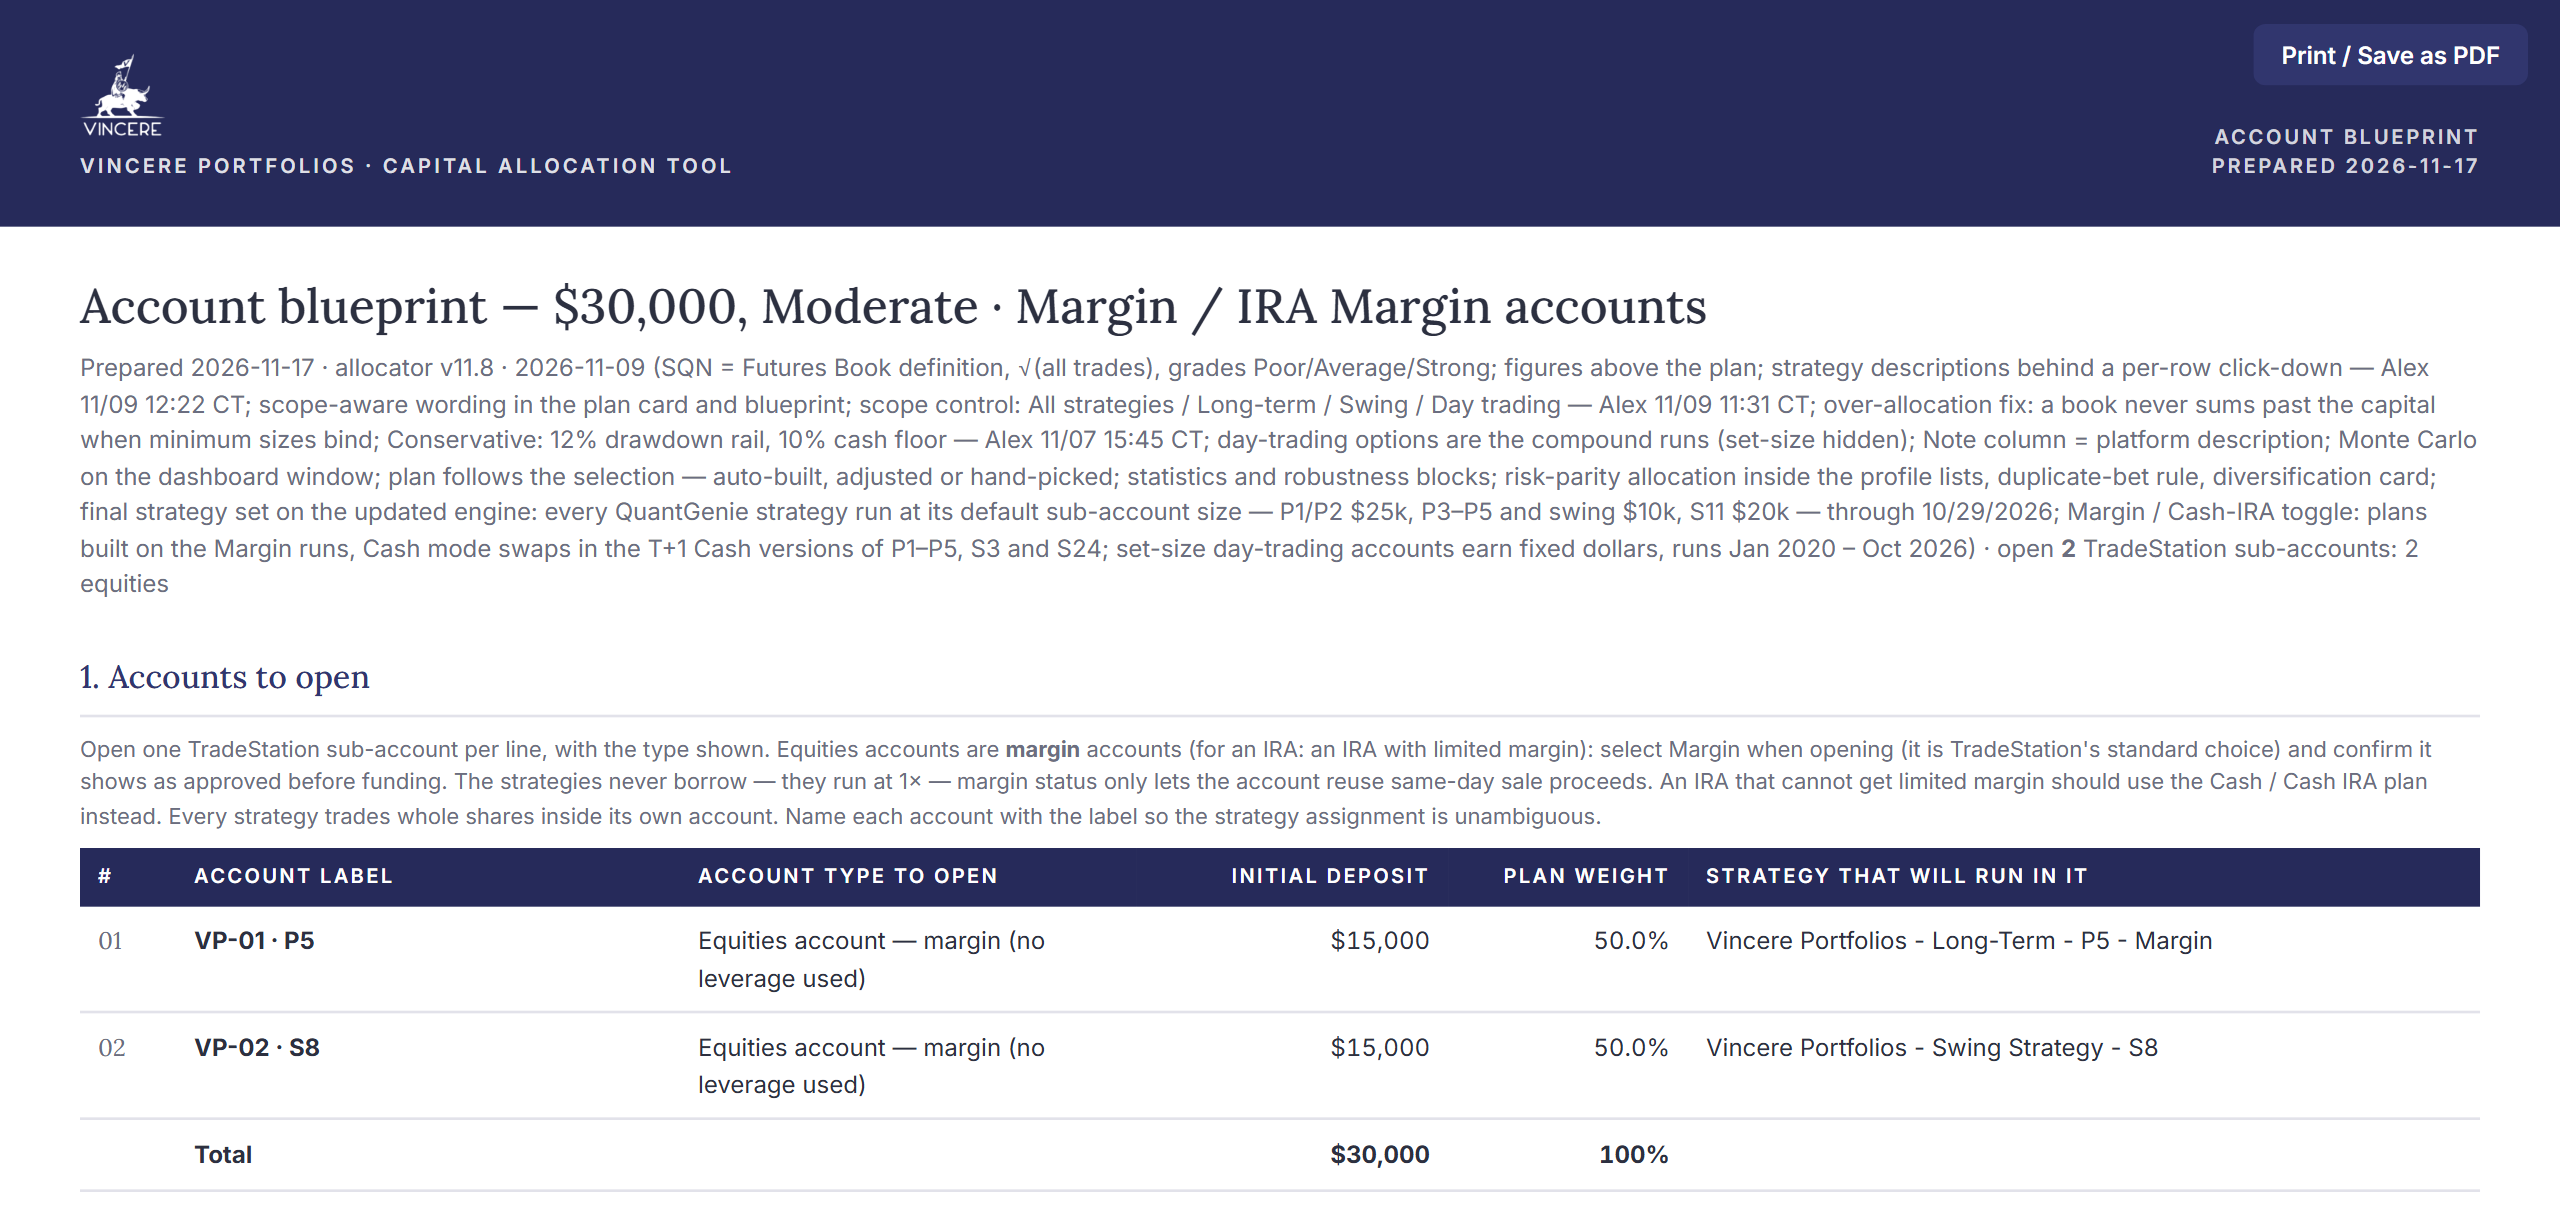 Print / Save as PDF
VINCERE
VINCERE PORTFOLIOS · CAPITAL ALLOCATION TOOL
ACCOUNT BLUEPRINT
PREPARED 2026-11-17
Account blueprint — $30,000, Moderate · Margin / IRA Margin accounts
Prepared 2026-11-17 · allocator v11.8 · 2026-11-09 (SQN = Futures Book definition, √(all trades), grades Poor/Average/Strong; figures above the plan; strategy descriptions behind a per-row click-down — Alex
11/09 12:22 CT; scope-aware wording in the plan card and blueprint; scope control: All strategies / Long-term / Swing / Day trading — Alex 11/09 11:31 CT; over-allocation fix: a book never sums past the capital
when minimum sizes bind; Conservative: 12% drawdown rail, 10% cash floor — Alex 11/07 15:45 CT; day-trading options are the compound runs (set-size hidden); Note column = platform description; Monte Carlo
on the dashboard window; plan follows the selection — auto-built, adjusted or hand-picked; statistics and robustness blocks; risk-parity allocation inside the profile lists, duplicate-bet rule, diversification card;
final strategy set on the updated engine: every QuantGenie strategy run at its default sub-account size — P1/P2 $25k, P3–P5 and swing $10k, S11 $20k — through 10/29/2026; Margin / Cash-IRA toggle: plans
built on the Margin runs, Cash mode swaps in the T+1 Cash versions of P1–P5, S3 and S24; set-size day-trading accounts earn fixed dollars, runs Jan 2020 – Oct 2026) · open 2 TradeStation sub-accounts: 2
equities
1. Accounts to open
Open one TradeStation sub-account per line, with the type shown. Equities accounts are margin accounts (for an IRA: an IRA with limited margin): select Margin when opening (it is TradeStation's standard choice) and confirm it
shows as approved before funding. The strategies never borrow — they run at 1× — margin status only lets the account reuse same-day sale proceeds. An IRA that cannot get limited margin should use the Cash / Cash IRA plan
instead. Every strategy trades whole shares inside its own account. Name each account with the label so the strategy assignment is unambiguous.
# ACCOUNT LABEL ACCOUNT TYPE TO OPEN INITIAL DEPOSIT PLAN WEIGHT STRATEGY THAT WILL RUN IN IT
01 VP-01 · P5 Equities account — margin (no $15,000 50.0% Vincere Portfolios - Long-Term - P5 - Margin
leverage used)
02 VP-02 · S8 Equities account — margin (no $15,000 50.0% Vincere Portfolios - Swing Strategy - S8
leverage used)
Total $30,000 100%